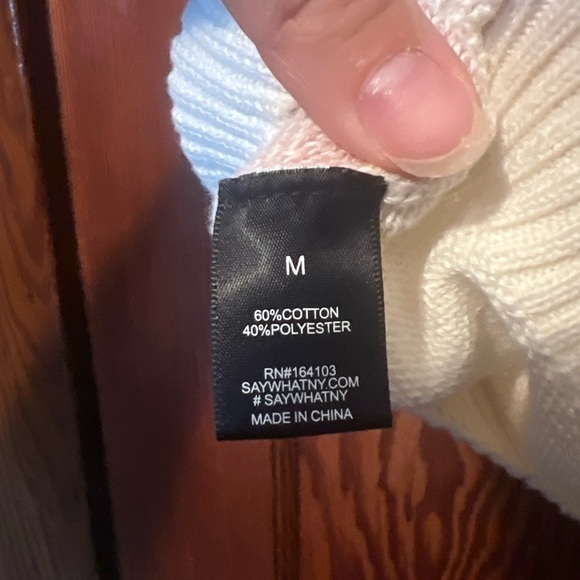 M
60%COTTON
40%POLYESTER
RN#164103
SAYWHATNY.COM
# SAYWHATNY
MADE IN CHINA